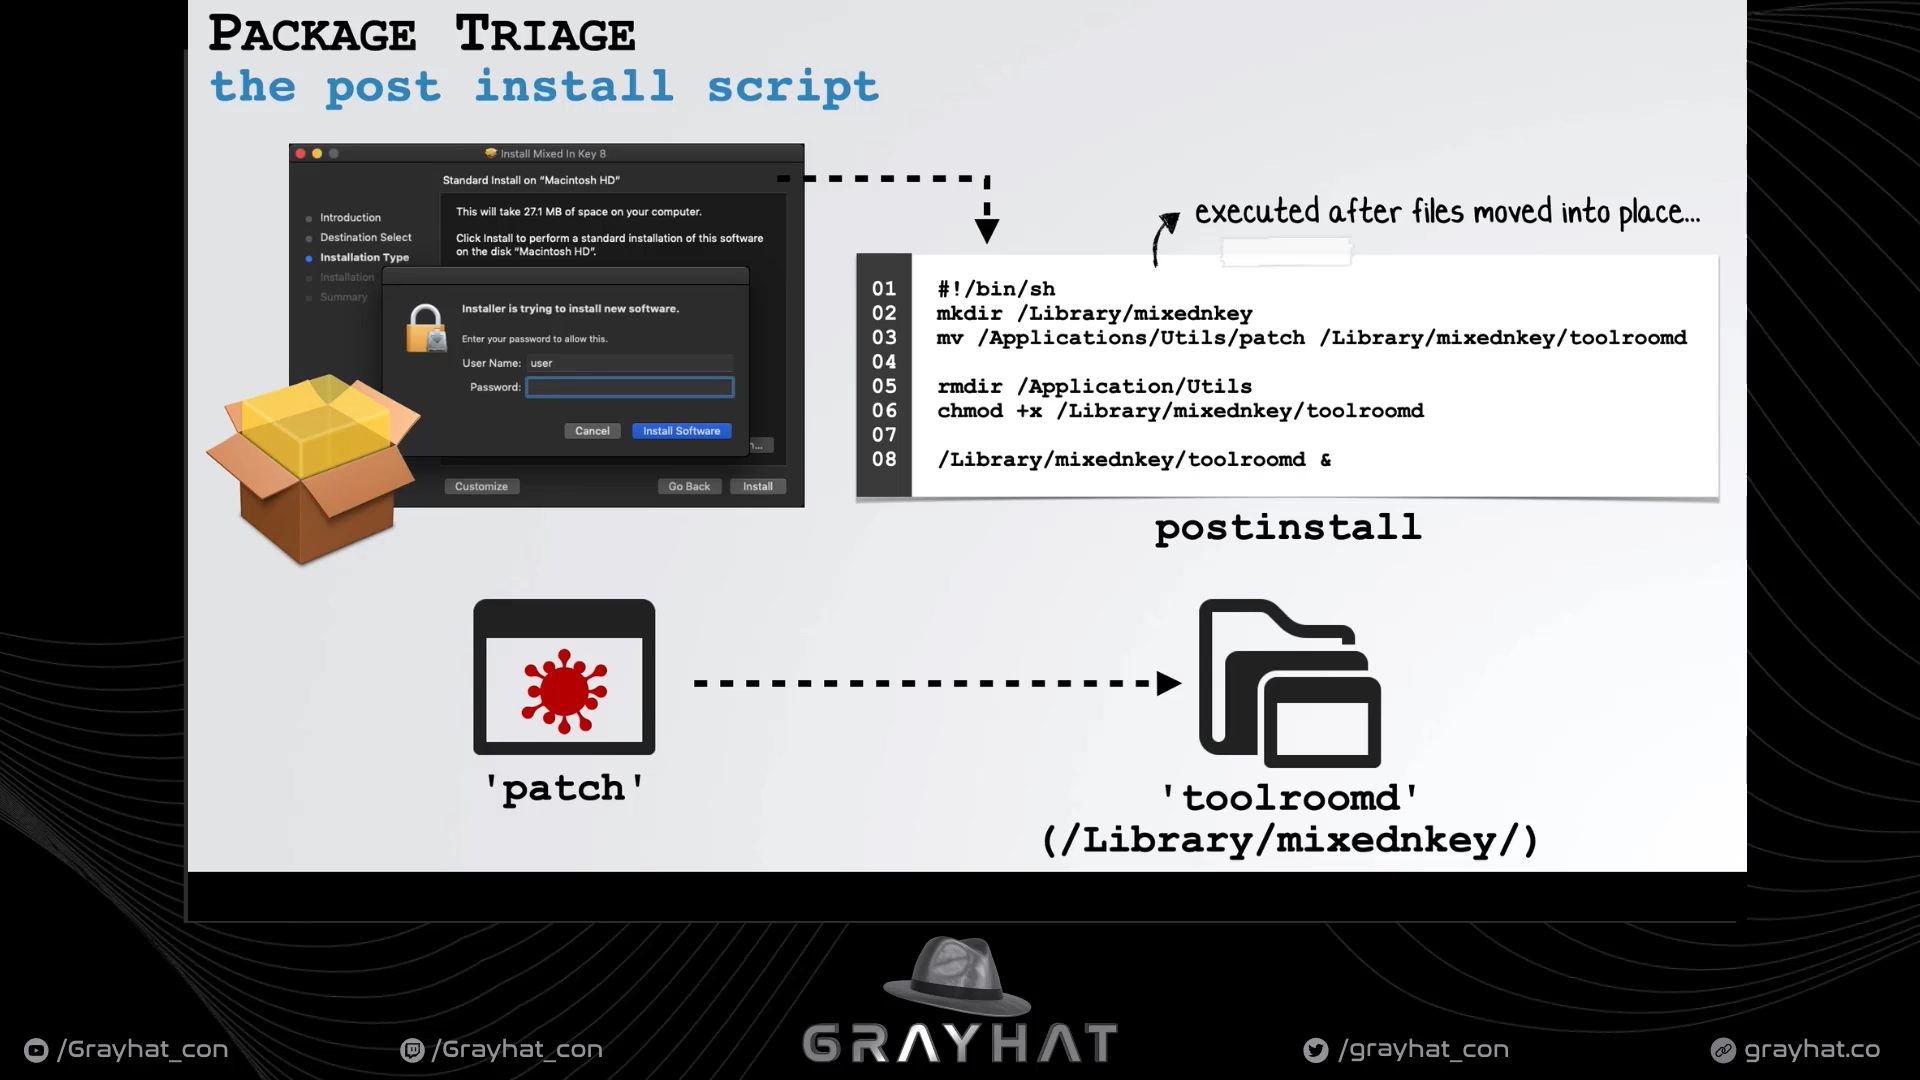 PACKAGE TRIAGE
the post install script
Install Mixed In Key 8
Standard Install on “Macintosh HD”
Introduction
Destination Select
Installation Type
Installation
Summary
This will take 27.1 MB of space on your computer.
Click Install to perform a standard installation of this software
on the disk “Macintosh HD”.
Installer is trying to install new software.
Enter your password to allow this.
User Name: user
Password:
Cancel
Install Software
Customize
Go Back
Install
executed after files moved into place...
01 #!/bin/sh
02 mkdir /Library/mixednkey
03 mv /Applications/Utils/patch /Library/mixednkey/toolroomd
04
05 rmdir /Application/Utils
06 chmod +x /Library/mixednkey/toolroomd
07
08 /Library/mixednkey/toolroomd &
postinstall
'patch'
'toolroomd'
(/Library/mixednkey/)
GRAYHAT
/Grayhat_con
/Grayhat_con
/grayhat_con
grayhat.co